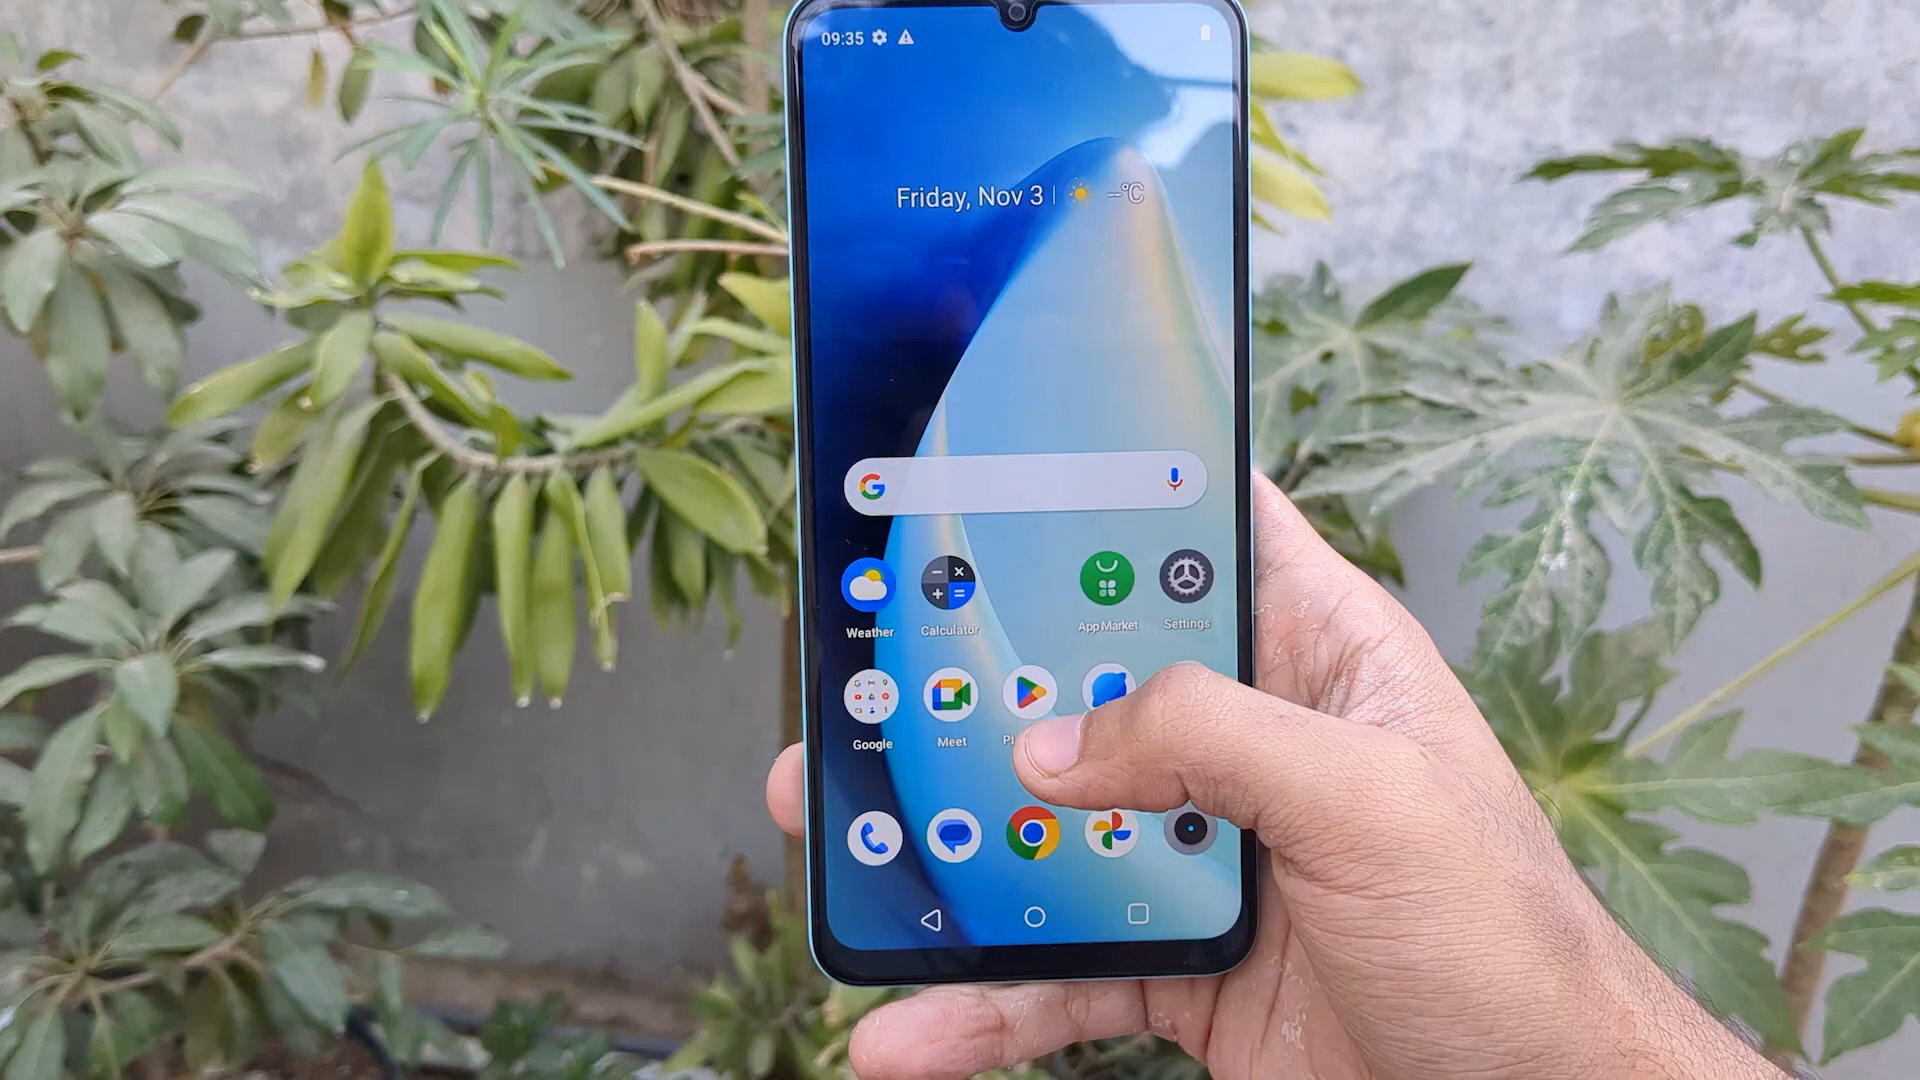 09:35
Friday, Nov 3 | --°C
Weather
Calculator
App Market
Settings
Google
Meet